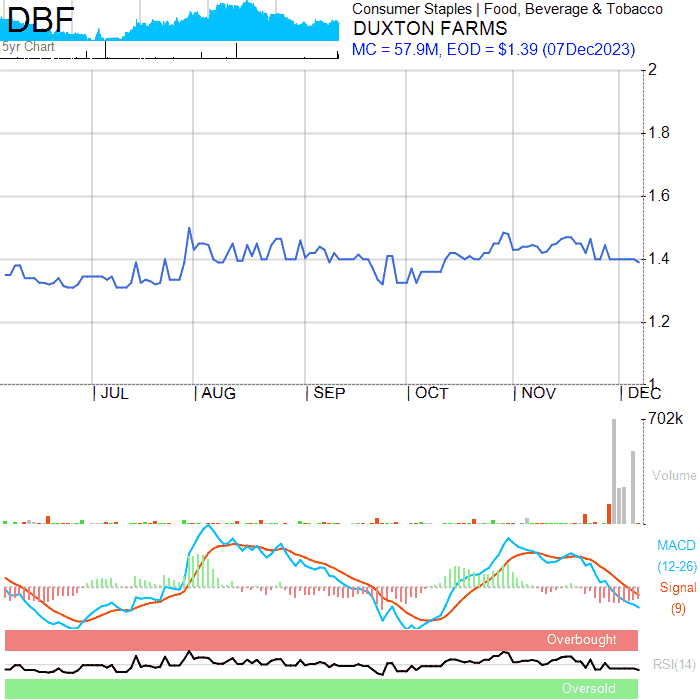 DBF
5yr Chart
Consumer Staples | Food, Beverage & Tobacco
DUXTON FARMS
MC = 57.9M, EOD = $1.39 (07Dec2023)
2
1.8
1.6
1.4
1.2
1
JUL AUG SEP OCT NOV DEC
702k
Volume
MACD
(12-26)
Signal
(9)
Overbought
RSI(14)
Oversold